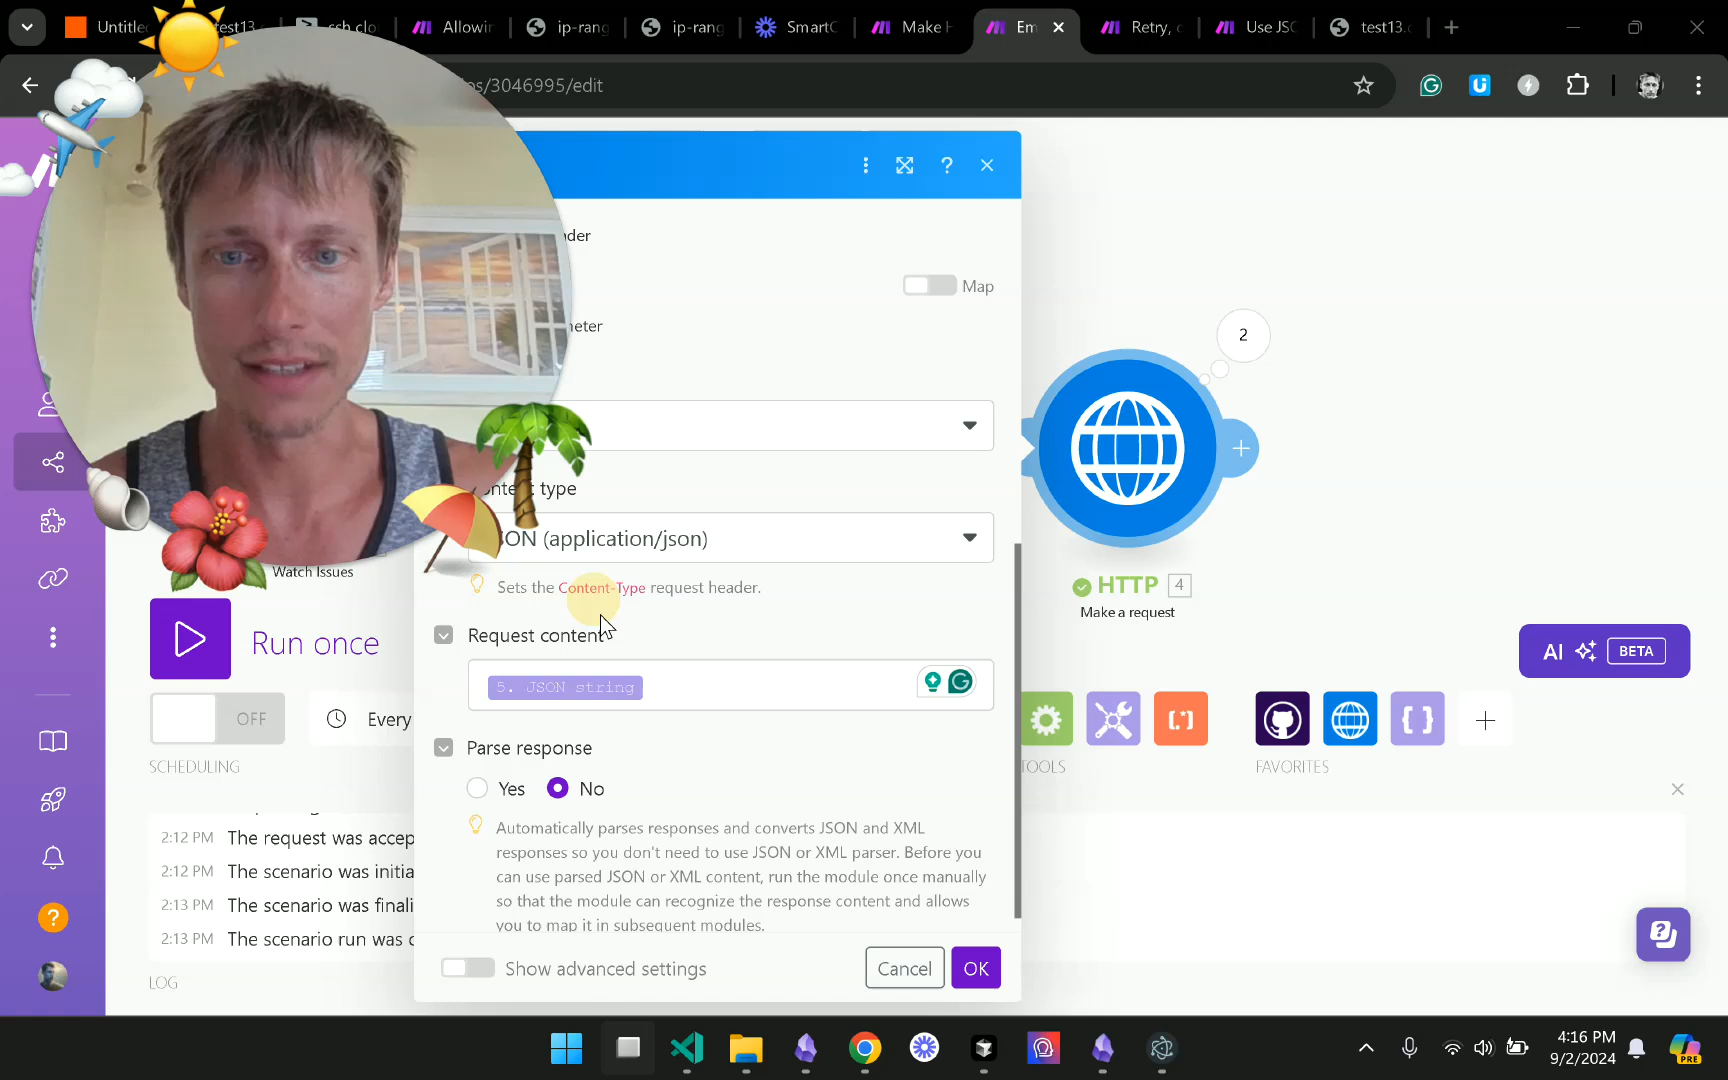 Untitle
test13.c
ssh clo
Allowin
ip-rang
ip-rang
SmartC
Make H
Em
Retry, c
Use JSO
test13.c
os/3046995/edit
der
Map
neter
ntent type
ON (application/json)
Sets the Content-Type request header.
Request content
5. JSON string
Parse response
Yes
No
Automatically parses responses and converts JSON and XML
responses so you don't need to use JSON or XML parser. Before you
can use parsed JSON or XML content, run the module once manually
so that the module can recognize the response content and allows
you to map it in subsequent modules.
Show advanced settings
Cancel
OK
2
HTTP 4
Make a request
Watch Issues
Run once
OFF
Every
SCHEDULING
TOOLS
FAVORITES
AI BETA
2:12 PM The request was accep
2:12 PM The scenario was initia
2:13 PM The scenario was finali
2:13 PM The scenario run was c
LOG
4:16 PM
9/2/2024
PRE